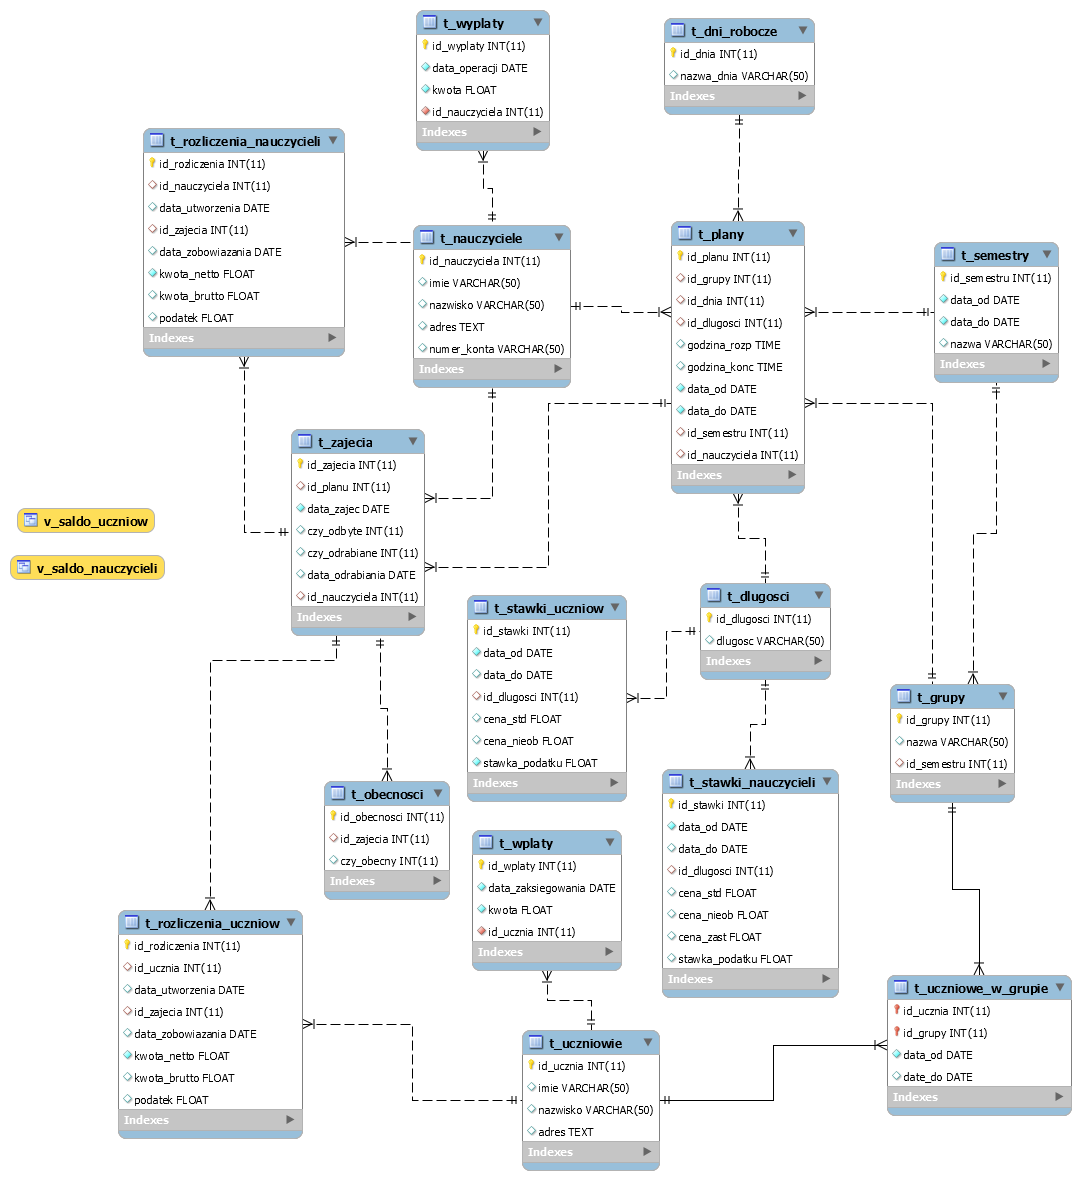 t_wyplaty
id_wyplaty INT(11)
data_operacji DATE
kwota FLOAT
id_nauczyciela INT(11)
Indexes
t_dni_robocze
id_dnia INT(11)
nazwa_dnia VARCHAR(50)
Indexes
t_rozliczenia_nauczycieli
id_rozliczenia INT(11)
id_nauczyciela INT(11)
data_utworzenia DATE
id_zajecia INT(11)
data_zobowiazania DATE
kwota_netto FLOAT
kwota_brutto FLOAT
podatek FLOAT
Indexes
t_nauczyciele
id_nauczyciela INT(11)
imie VARCHAR(50)
nazwisko VARCHAR(50)
adres TEXT
numer_konta VARCHAR(50)
Indexes
t_plany
id_planu INT(11)
id_grupy INT(11)
id_dnia INT(11)
id_dlugosci INT(11)
godzina_rozp TIME
godzina_konc TIME
data_od DATE
data_do DATE
id_semestru INT(11)
id_nauczyciela INT(11)
Indexes
t_semestry
id_semestru INT(11)
data_od DATE
data_do DATE
nazwa VARCHAR(50)
Indexes
t_zajecia
id_zajecia INT(11)
id_planu INT(11)
data_zajec DATE
czy_odbyte INT(11)
czy_odrabiane INT(11)
data_odrabiania DATE
id_nauczyciela INT(11)
Indexes
v_saldo_uczniow
v_saldo_nauczycieli
t_stawki_uczniow
id_stawki INT(11)
data_od DATE
data_do DATE
id_dlugosci INT(11)
cena_std FLOAT
cena_nieob FLOAT
stawka_podatku FLOAT
Indexes
t_dlugosci
id_dlugosci INT(11)
dlugosc VARCHAR(50)
Indexes
t_grupy
id_grupy INT(11)
nazwa VARCHAR(50)
id_semestru INT(11)
Indexes
t_obecnosci
id_obecnosci INT(11)
id_zajecia INT(11)
czy_obecny INT(11)
Indexes
t_stawki_nauczycieli
id_stawki INT(11)
data_od DATE
data_do DATE
id_dlugosci INT(11)
cena_std FLOAT
cena_nieob FLOAT
cena_zast FLOAT
stawka_podatku FLOAT
Indexes
t_wplaty
id_wplaty INT(11)
data_zaksiegowania DATE
kwota FLOAT
id_ucznia INT(11)
Indexes
t_rozliczenia_uczniow
id_rozliczenia INT(11)
id_ucznia INT(11)
data_utworzenia DATE
id_zajecia INT(11)
data_zobowiazania DATE
kwota_netto FLOAT
kwota_brutto FLOAT
podatek FLOAT
Indexes
t_uczniowie
id_ucznia INT(11)
imie VARCHAR(50)
nazwisko VARCHAR(50)
adres TEXT
Indexes
t_uczniowe_w_grupie
id_ucznia INT(11)
id_grupy INT(11)
data_od DATE
date_do DATE
Indexes